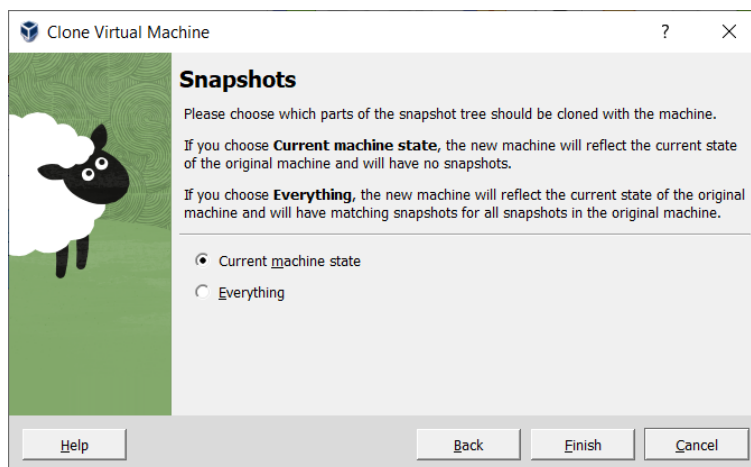 Clone Virtual Machine
?
Snapshots
Please choose which parts of the snapshot tree should be cloned with the machine.
If you choose Current machine state, the new machine will reflect the current state
of the original machine and will have no snapshots.
If you choose Everything, the new machine will reflect the current state of the original
machine and will have matching snapshots for all snapshots in the original machine.
Current machine state
Everything
Help
Back
Finish
Cancel